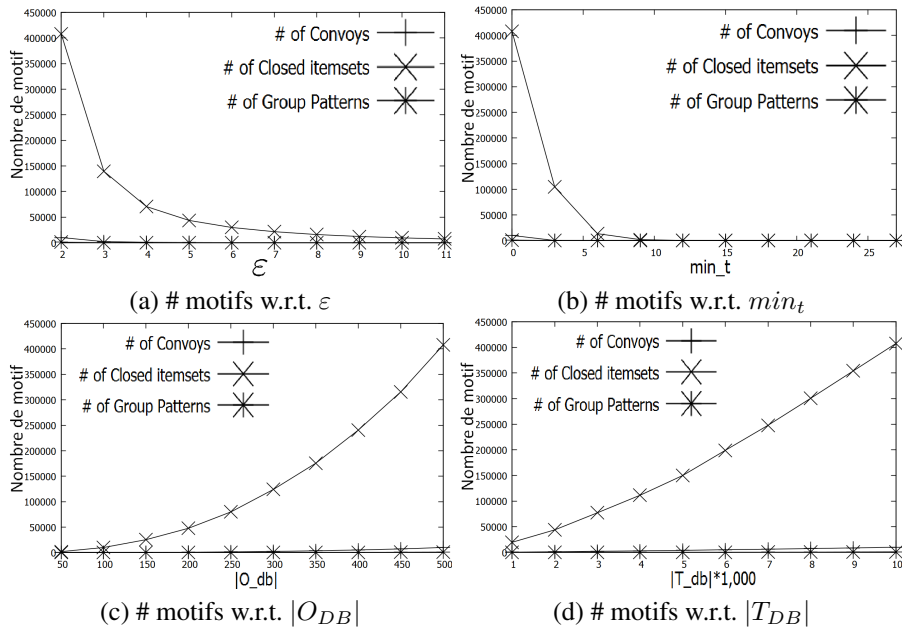 450000
400000
350000
300000
250000
200000
150000
100000
50000
0
Nombre de motif
# of Convoys
# of Closed itemsets
# of Group Patterns
2 3 4 5 6 7 8 9 10 11
ε
(a) # motifs w.r.t. ε
450000
400000
350000
300000
250000
200000
150000
100000
50000
0
Nombre de motif
# of Convoys
# of Closed itemsets
# of Group Patterns
0 5 10 15 20 25
min_t
(b) # motifs w.r.t. min_t
450000
400000
350000
300000
250000
200000
150000
100000
50000
0
Nombre de motif
# of Convoys
# of Closed itemsets
# of Group Patterns
50 100 150 200 250 300 350 400 450 500
|O_db|
(c) # motifs w.r.t. |O_DB|
450000
400000
350000
300000
250000
200000
150000
100000
50000
0
Nombre de motif
# of Convoys
# of Closed itemsets
# of Group Patterns
1 2 3 4 5 6 7 8 9 10
|T_db|*1,000
(d) # motifs w.r.t. |T_DB|